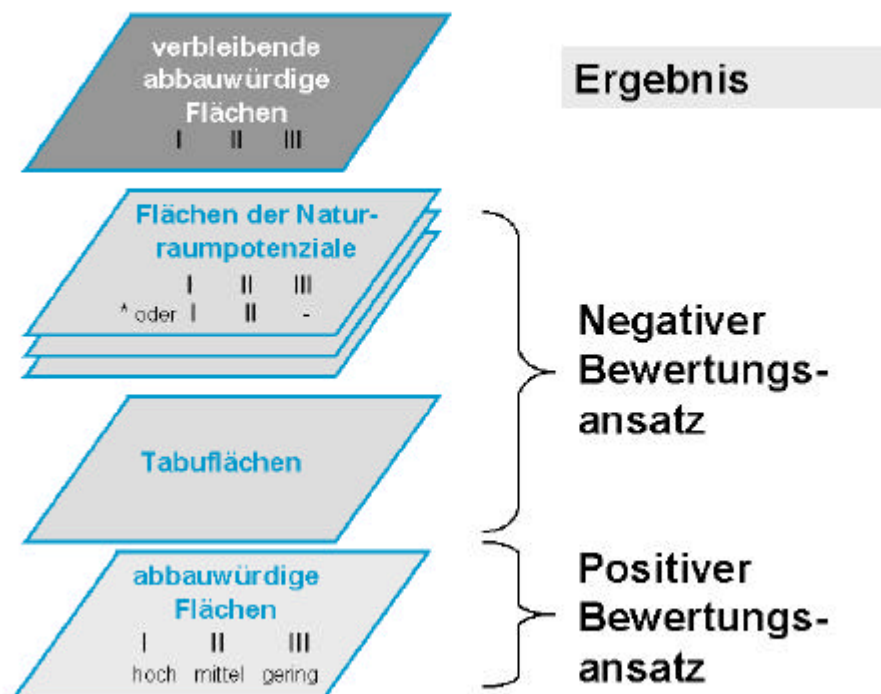 verbleibende
abbauwürdige
Flächen
I II III
Ergebnis
Flächen der Natur-
raumpotenziale
I II III
* oder I II -
Negativer
Bewertungs-
ansatz
Tabuflächen
abbauwürdige
Flächen
I II III
hoch mittel gering
Positiver
Bewertungs-
ansatz